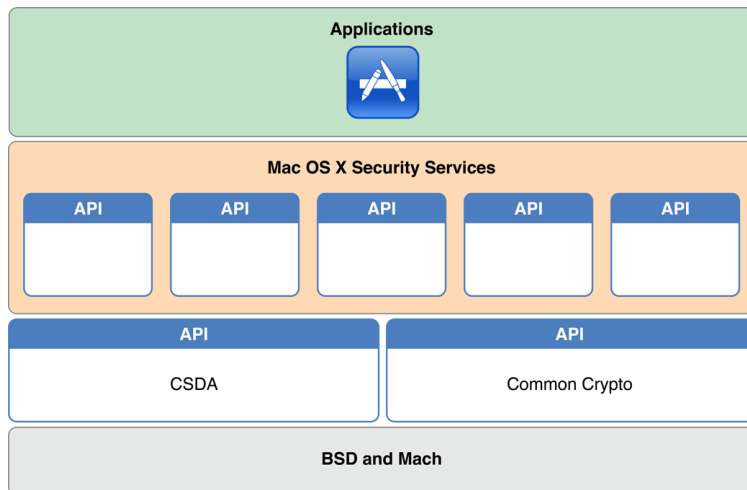 Applications
Mac OS X Security Services
API API API API API
API API
CSDA Common Crypto
BSD and Mach